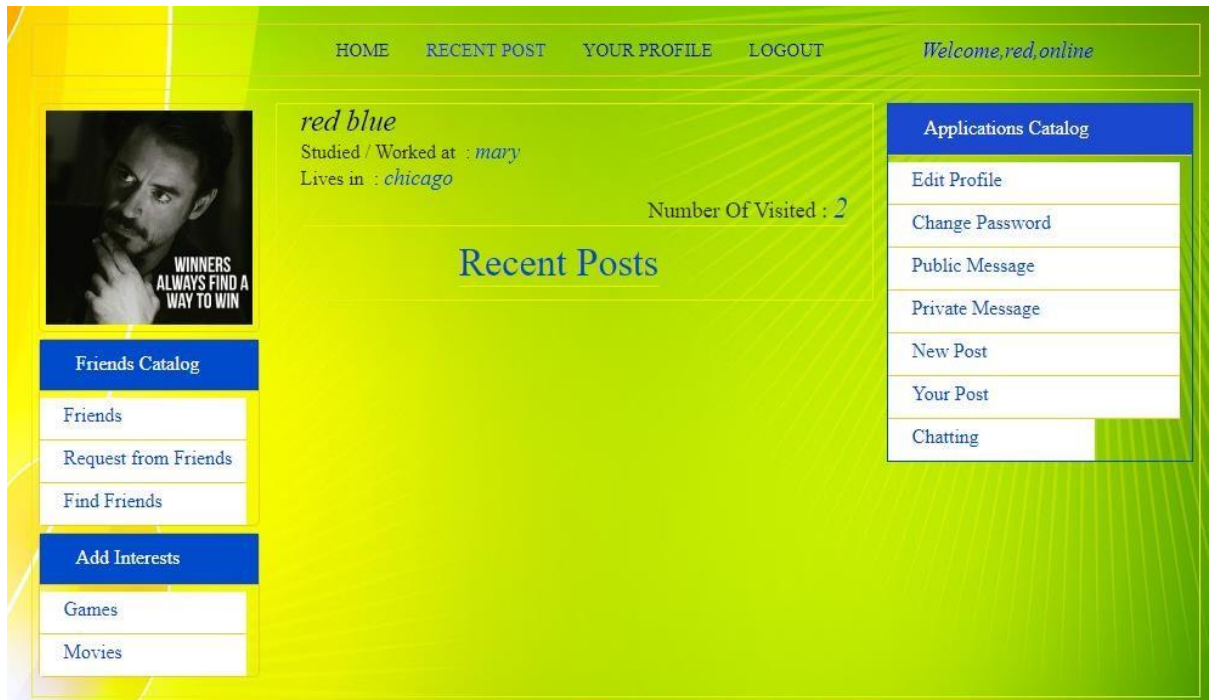 HOME RECENT POST YOUR PROFILE LOGOUT Welcome,red,online
WINNERS
ALWAYS FIND A
WAY TO WIN
red blue
Studied / Worked at : mary
Lives in : chicago
Number Of Visited : 2
Recent Posts
Friends Catalog
Friends
Request from Friends
Find Friends
Add Interests
Games
Movies
Applications Catalog
Edit Profile
Change Password
Public Message
Private Message
New Post
Your Post
Chatting